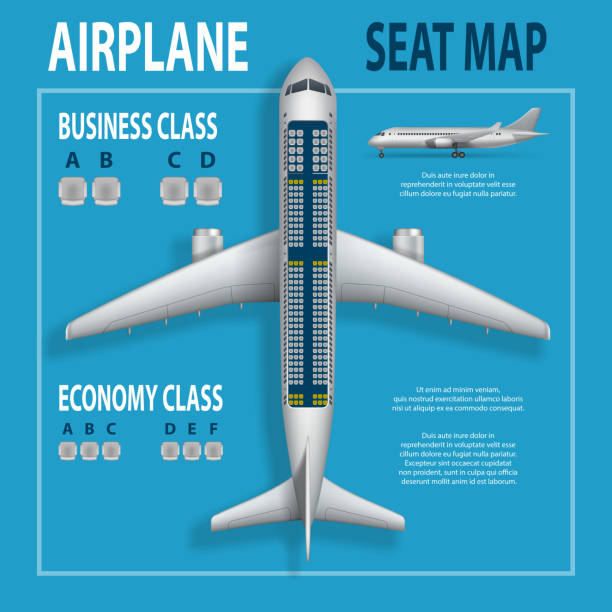 AIRPLANE SEAT MAP
BUSINESS CLASS
A B C D
Duis aute irure dolor in
reprehenderit in voluptate velit esse
cillum dolore eu fugiat nulla pariatur.
ECONOMY CLASS
A B C D E F
Ut enim ad minim veniam,
quis nostrud exercitation ullamco laboris
nisi ut aliquip ex ea commodo consequat.
Duis aute irure dolor in
reprehenderit in voluptate velit esse
cillum dolore eu fugiat nulla pariatur.
Excepteur sint occaecat cupidatat
non proident, sunt in culpa
qui officia deserunt mollit
anim id est laborum.